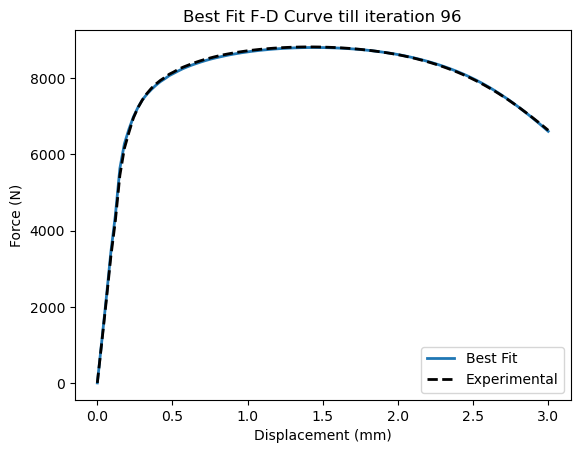 Best Fit F-D Curve till iteration 96
Force (N)
8000
6000
4000
2000
0
0.0 0.5 1.0 1.5 2.0 2.5 3.0
Displacement (mm)
Best Fit
Experimental